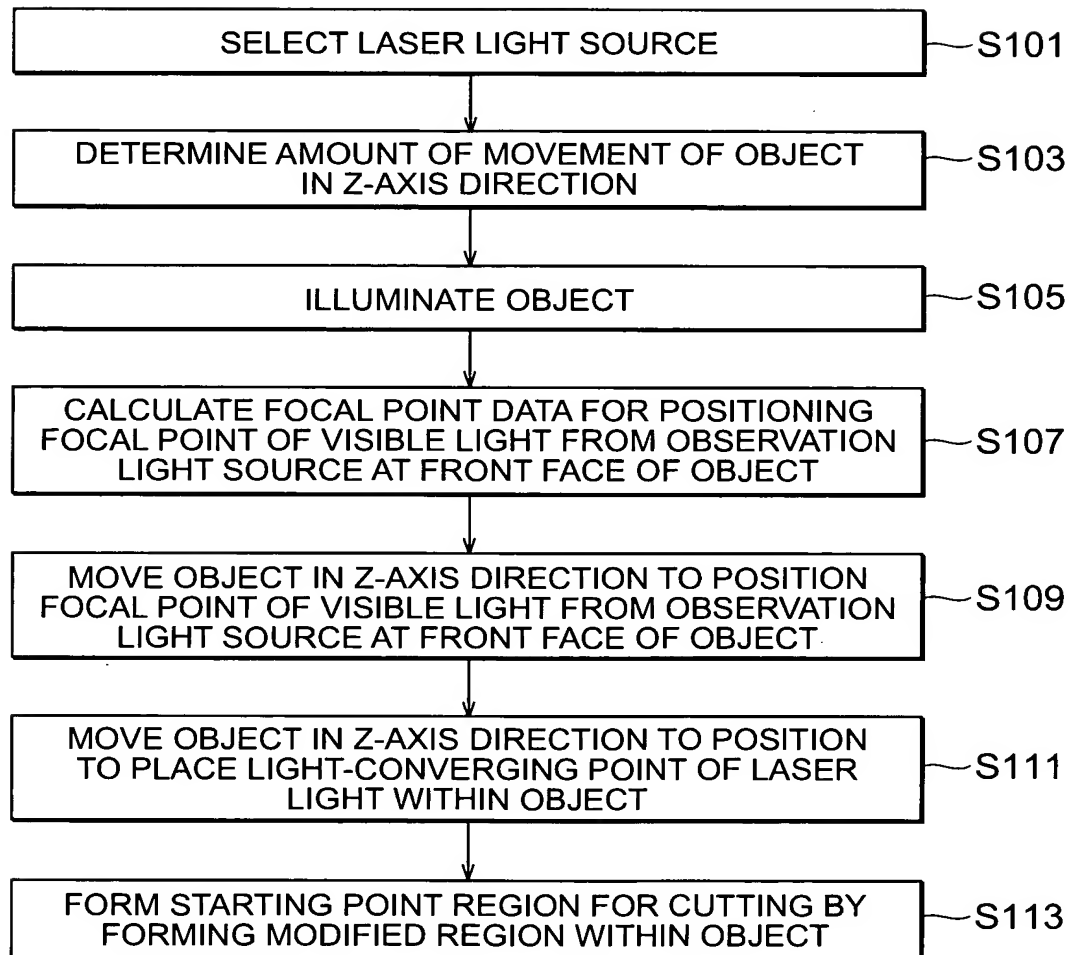 SELECT LASER LIGHT SOURCE
S101
DETERMINE AMOUNT OF MOVEMENT OF OBJECT
IN Z-AXIS DIRECTION
S103
ILLUMINATE OBJECT
S105
CALCULATE FOCAL POINT DATA FOR POSITIONING
FOCAL POINT OF VISIBLE LIGHT FROM OBSERVATION
LIGHT SOURCE AT FRONT FACE OF OBJECT
S107
MOVE OBJECT IN Z-AXIS DIRECTION TO POSITION
FOCAL POINT OF VISIBLE LIGHT FROM OBSERVATION
LIGHT SOURCE AT FRONT FACE OF OBJECT
S109
MOVE OBJECT IN Z-AXIS DIRECTION TO POSITION
TO PLACE LIGHT-CONVERGING POINT OF LASER
LIGHT WITHIN OBJECT
S111
FORM STARTING POINT REGION FOR CUTTING BY
FORMING MODIFIED REGION WITHIN OBJECT
S113